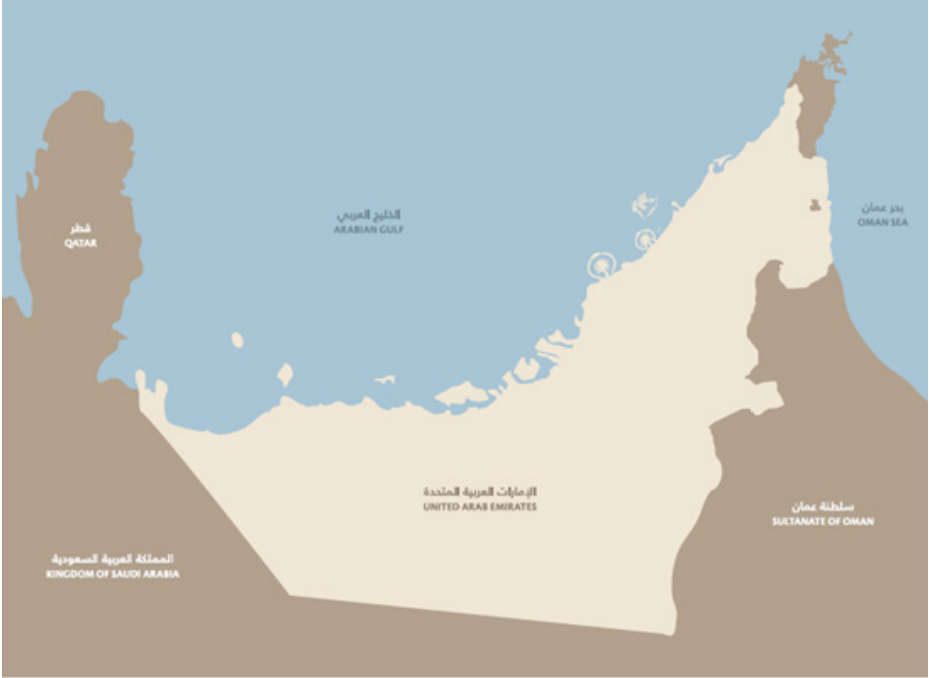 قطر
QATAR
الخليج العربي
ARABIAN GULF
بحر عمان
OMAN SEA
الإمارات العربية المتحدة
UNITED ARAB EMIRATES
سلطنة عمان
SULTANATE OF OMAN
المملكة العربية السعودية
KINGDOM OF SAUDI ARABIA